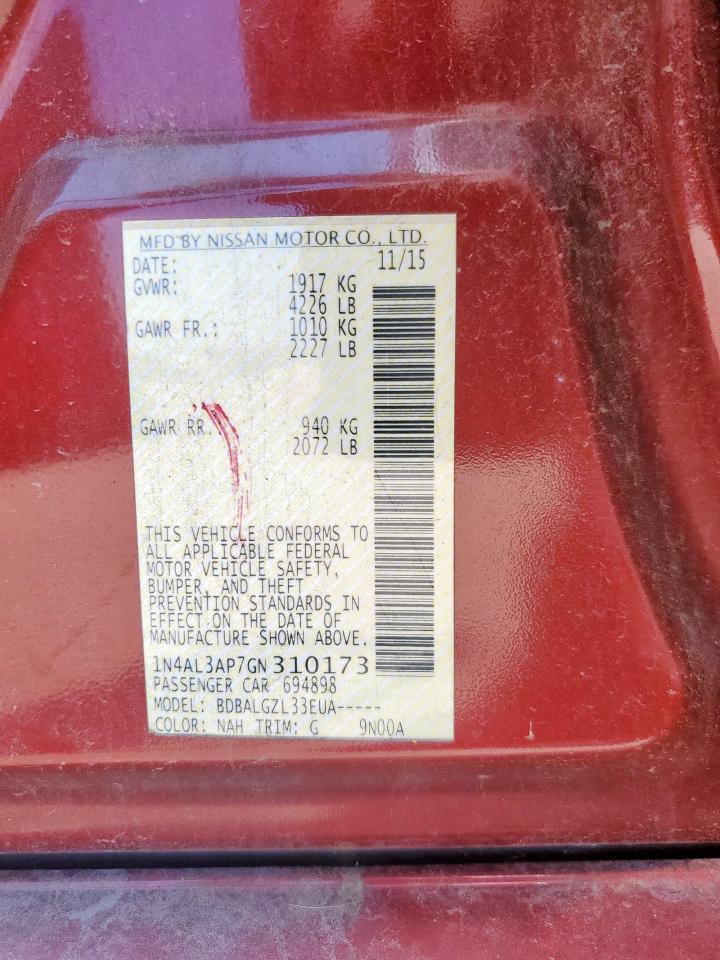 MFD BY NISSAN MOTOR CO., LTD.
DATE: 11/15
GVWR: 1917 KG
4226 LB
GAWR FR.: 1010 KG
2227 LB
GAWR RR.: 940 KG
2072 LB
THIS VEHICLE CONFORMS TO
ALL APPLICABLE FEDERAL
MOTOR VEHICLE SAFETY,
BUMPER, AND THEFT
PREVENTION STANDARDS IN
EFFECT ON THE DATE OF
MANUFACTURE SHOWN ABOVE.
1N4AL3AP7GN310173
PASSENGER CAR 694898
MODEL: BDBALGZL33EUA-----
COLOR: NAH TRIM: G 9N00A